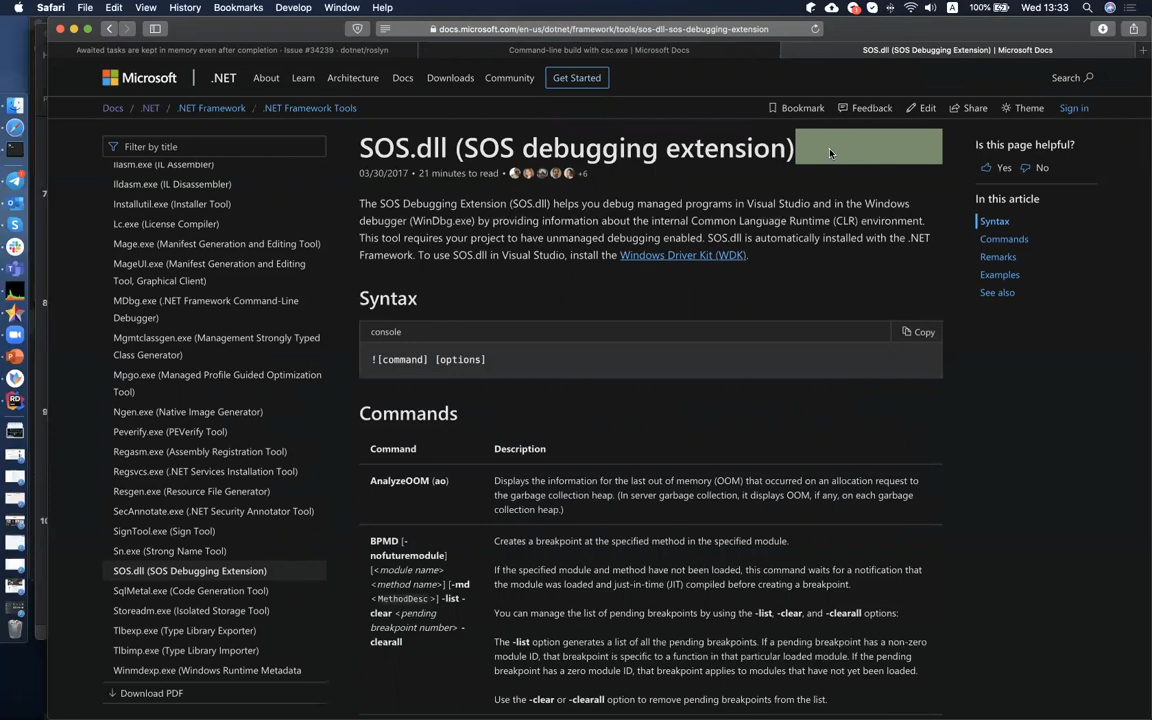 Safari File Edit View History Bookmarks Develop Window Help
A 100% Wed 13:33
docs.microsoft.com/en-us/dotnet/framework/tools/sos-dll-sos-debugging-extension
Awaited tasks are kept in memory even after completion · Issue #34239 · dotnet/roslyn
Command-line build with csc.exe | Microsoft Docs
SOS.dll (SOS Debugging Extension) | Microsoft Docs
Microsoft .NET About Learn Architecture Docs Downloads Community Get Started Search
Docs / .NET / .NET Framework / .NET Framework Tools
Bookmark Feedback Edit Share Theme Sign in
Filter by title
Ilasm.exe (IL Assembler)
Ildasm.exe (IL Disassembler)
Installutil.exe (Installer Tool)
Lc.exe (License Compiler)
Mage.exe (Manifest Generation and Editing Tool)
MageUI.exe (Manifest Generation and Editing
Tool, Graphical Client)
MDbg.exe (.NET Framework Command-Line
Debugger)
Mgmtclassgen.exe (Management Strongly Typed
Class Generator)
Mpgo.exe (Managed Profile Guided Optimization
Tool)
Ngen.exe (Native Image Generator)
Peverify.exe (PEVerify Tool)
Regasm.exe (Assembly Registration Tool)
Regsvcs.exe (.NET Services Installation Tool)
Resgen.exe (Resource File Generator)
SecAnnotate.exe (.NET Security Annotator Tool)
SignTool.exe (Sign Tool)
Sn.exe (Strong Name Tool)
SOS.dll (SOS Debugging Extension)
SqlMetal.exe (Code Generation Tool)
Storeadm.exe (Isolated Storage Tool)
Tlbexp.exe (Type Library Exporter)
Tlbimp.exe (Type Library Importer)
Winmdexp.exe (Windows Runtime Metadata
Download PDF
SOS.dll (SOS debugging extension)
03/30/2017 • 21 minutes to read • +6
The SOS Debugging Extension (SOS.dll) helps you debug managed programs in Visual Studio and in the Windows
debugger (WinDbg.exe) by providing information about the internal Common Language Runtime (CLR) environment.
This tool requires your project to have unmanaged debugging enabled. SOS.dll is automatically installed with the .NET
Framework. To use SOS.dll in Visual Studio, install the Windows Driver Kit (WDK).
Syntax
console Copy
![command] [options]
Commands
Command Description
AnalyzeOOM (ao)
Displays the information for the last out of memory (OOM) that occurred on an allocation request to
the garbage collection heap. (In server garbage collection, it displays OOM, if any, on each garbage
collection heap.)
BPMD [-
nofuturemodule]
[<module name>
<method name>] [-md
<MethodDesc>] -list -
clear <pending
breakpoint number> -
clearall
Creates a breakpoint at the specified method in the specified module.
If the specified module and method have not been loaded, this command waits for a notification that
the module was loaded and just-in-time (JIT) compiled before creating a breakpoint.
You can manage the list of pending breakpoints by using the -list, -clear, and -clearall options:
The -list option generates a list of all the pending breakpoints. If a pending breakpoint has a non-zero
module ID, that breakpoint is specific to a function in that particular loaded module. If the pending
breakpoint has a zero module ID, that breakpoint applies to modules that have not yet been loaded.
Use the -clear or -clearall option to remove pending breakpoints from the list.
Is this page helpful?
Yes No
In this article
Syntax
Commands
Remarks
Examples
See also